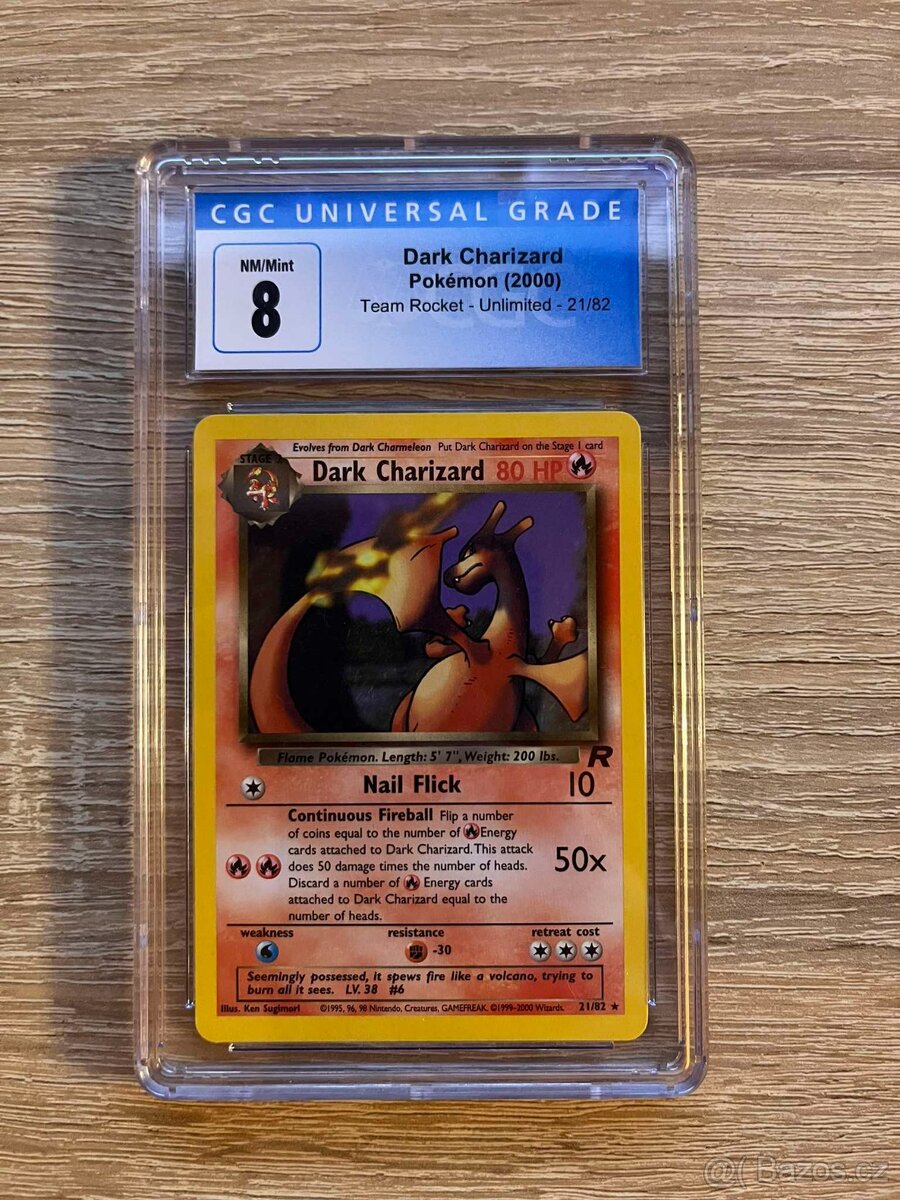 CGC UNIVERSAL GRADE
NM/Mint
8
Dark Charizard
Pokémon (2000)
Team Rocket - Unlimited - 21/82
Evolves from Dark Charmeleon Put Dark Charizard on the Stage 1 card
STAGE 2
Dark Charizard 80 HP
Flame Pokémon. Length: 5' 7", Weight: 200 lbs.
R
Nail Flick 10
Continuous Fireball Flip a number
of coins equal to the number of Energy
cards attached to Dark Charizard. This attack
does 50 damage times the number of heads.
Discard a number of Energy cards
attached to Dark Charizard equal to the
number of heads.
50x
weakness resistance retreat cost
-30
Seemingly possessed, it spews fire like a volcano, trying to
burn all it sees. LV. 38 #6
Illus. Ken Sugimori ©1995, 96, 98 Nintendo, Creatures, GAMEFREAK. ©1999-2000 Wizards. 21/82 ★
Bazos.cz